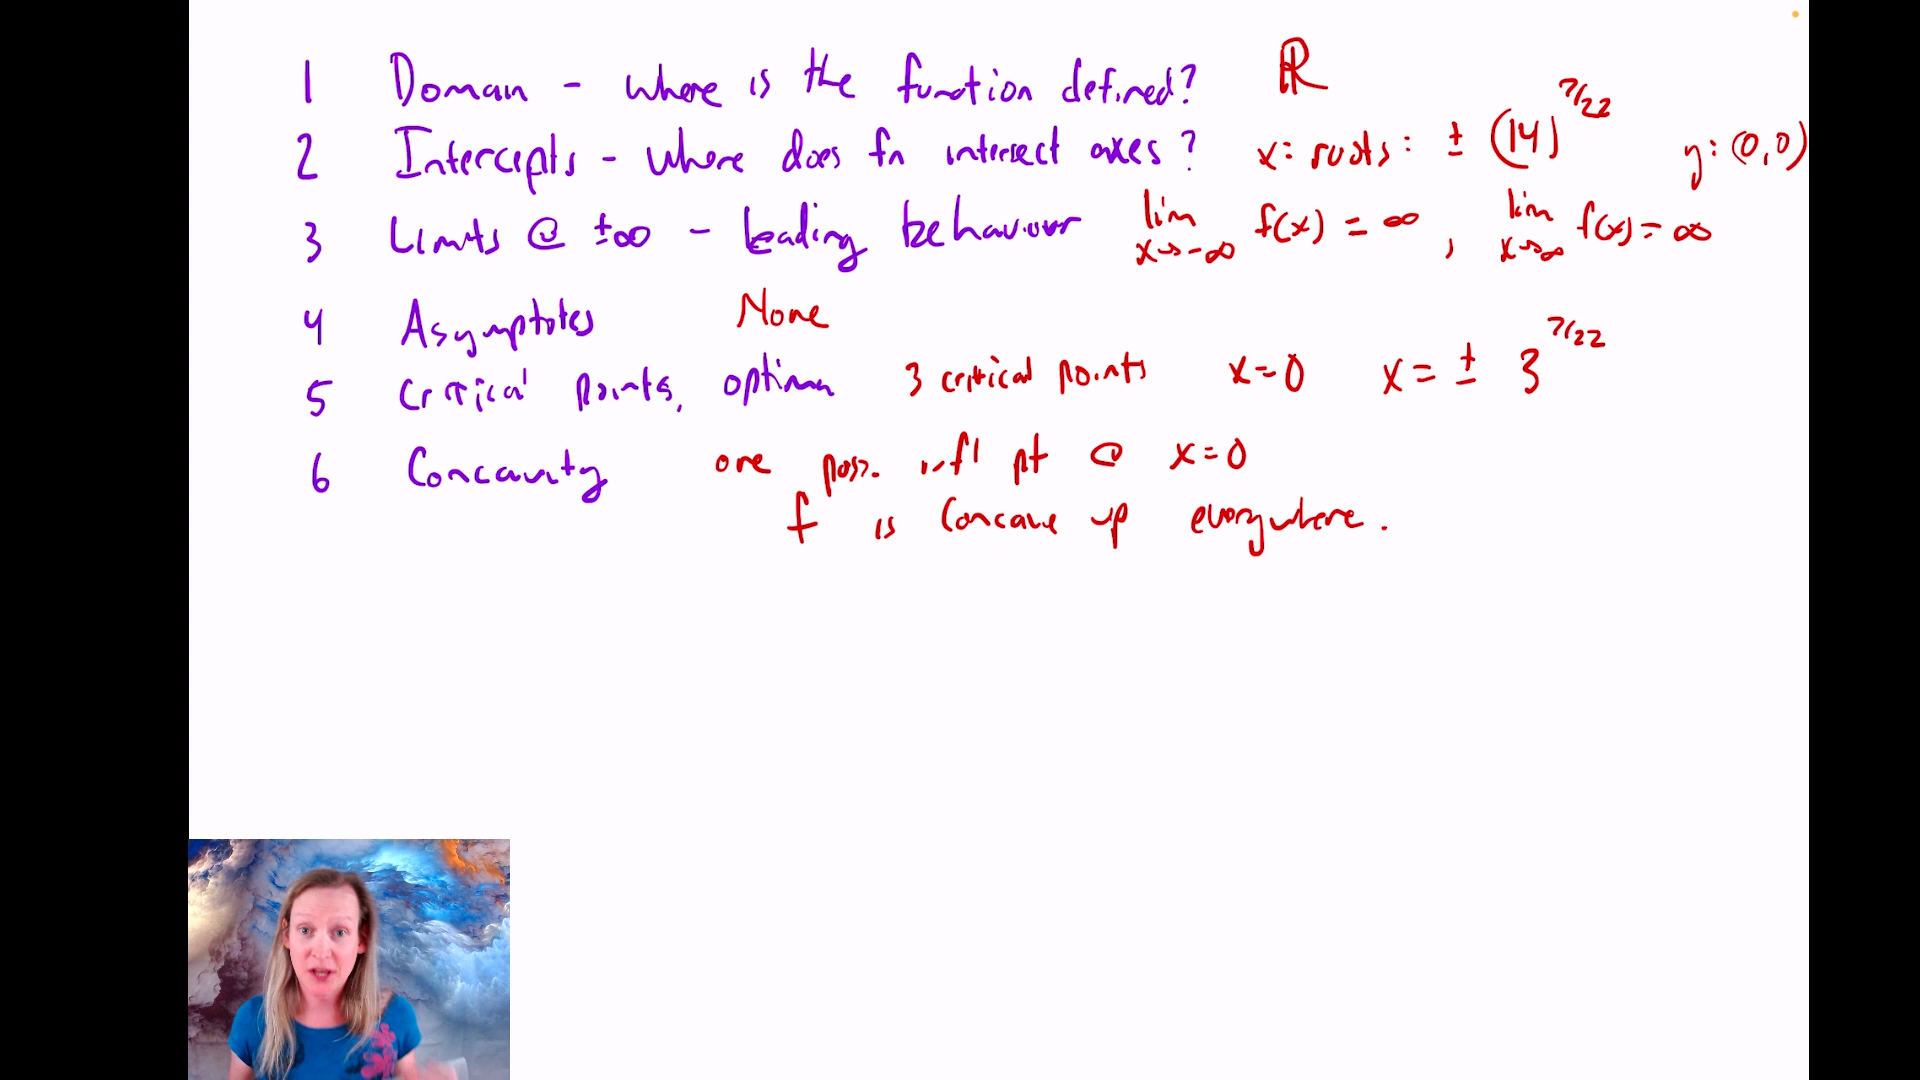 1 Domain - where is the function defined? ℝ
2 Intercepts - where does fn intersect axes? x: roots: ± (14)^7/22 y: (0,0)
3 Limits @ ±∞ - leading behaviour lim x→-∞ f(x) = ∞, lim x→∞ f(x) = ∞
4 Asymptotes None
5 Critical points, optima 3 critical points x=0 x = ± 3^7/22
6 Concavity one poss. infl pt @ x=0
f is concave up everywhere.